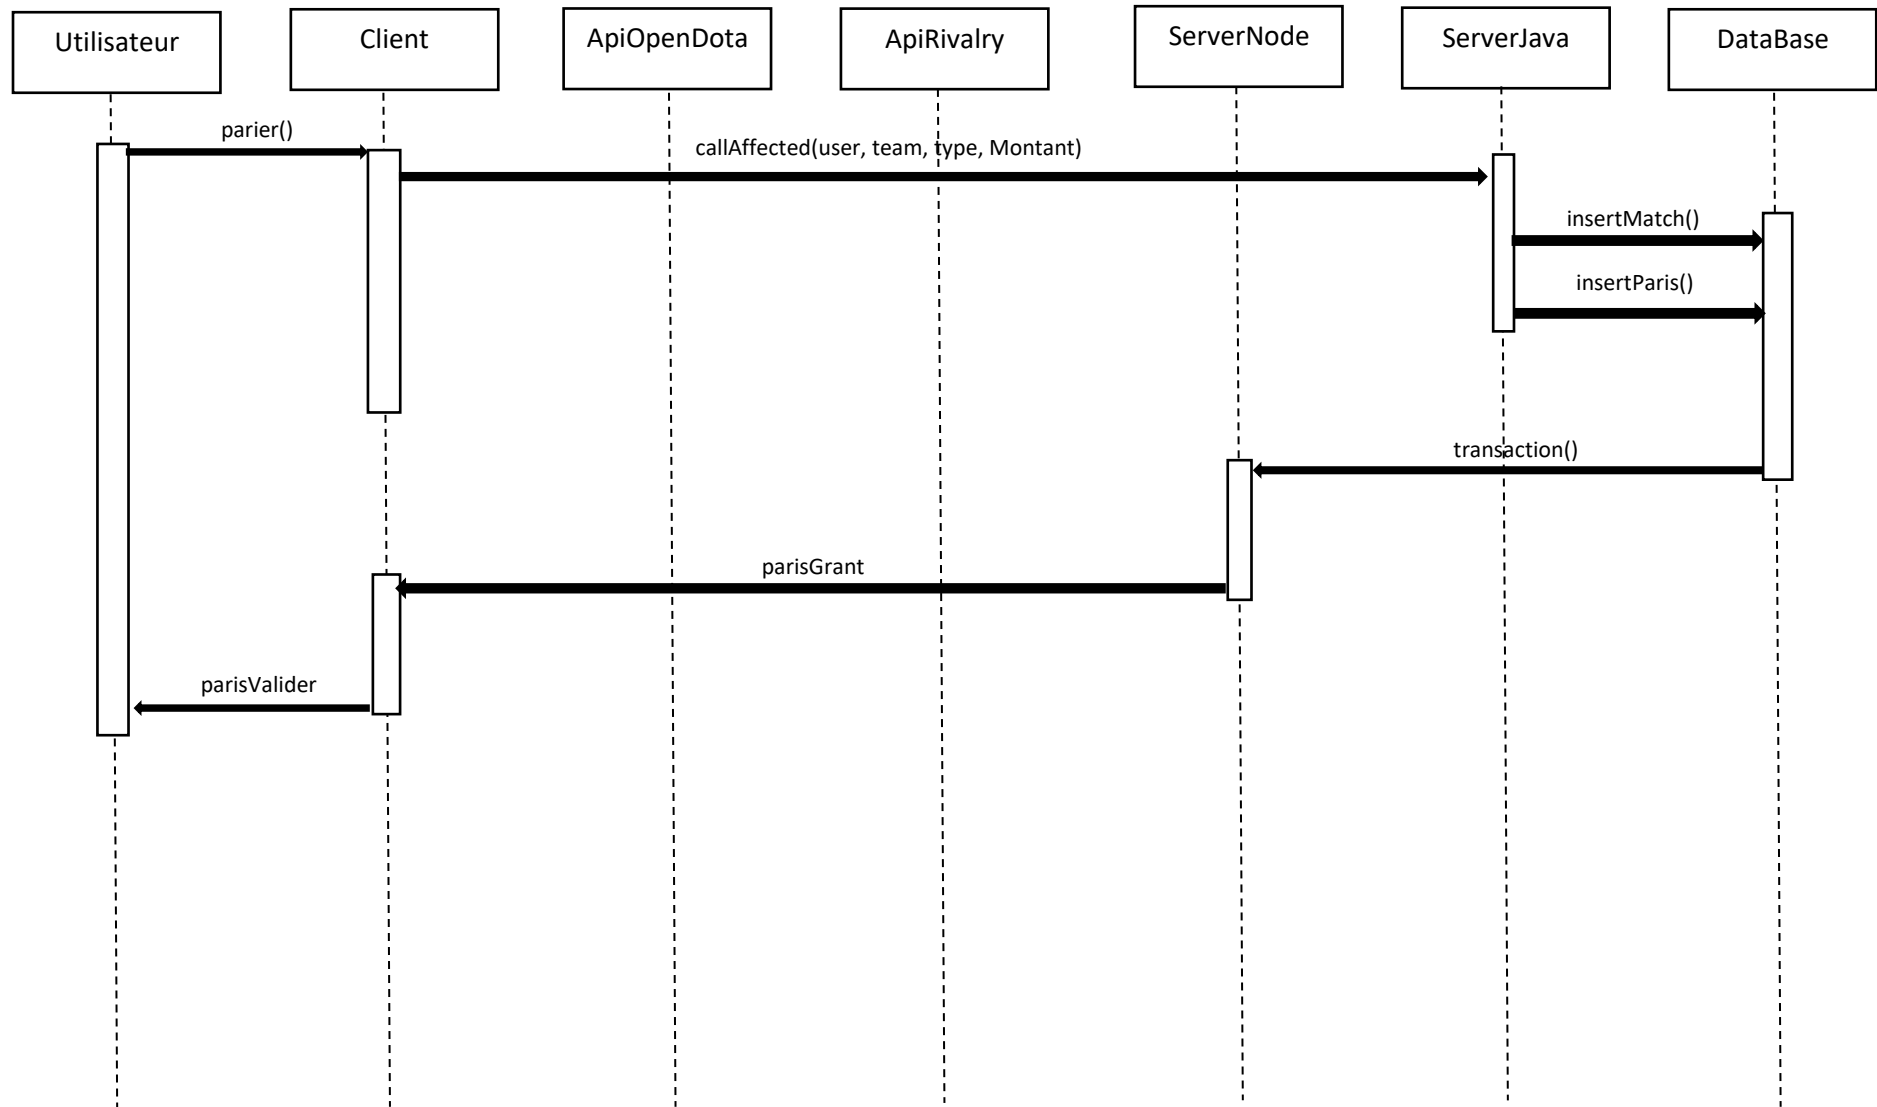 Utilisateur
Client
ApiOpenDota
ApiRivalry
ServerNode
ServerJava
DataBase
parier()
callAffected(user, team, type, Montant)
insertMatch()
insertParis()
transaction()
parisGrant
parisValider